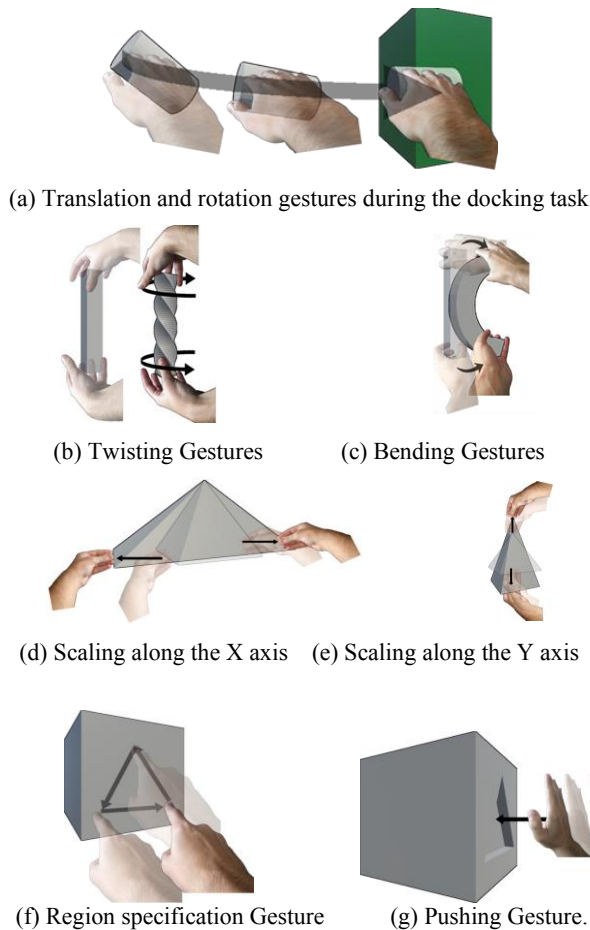 (a) Translation and rotation gestures during the docking task
(b) Twisting Gestures (c) Bending Gestures
(d) Scaling along the X axis (e) Scaling along the Y axis
(f) Region specification Gesture (g) Pushing Gesture.